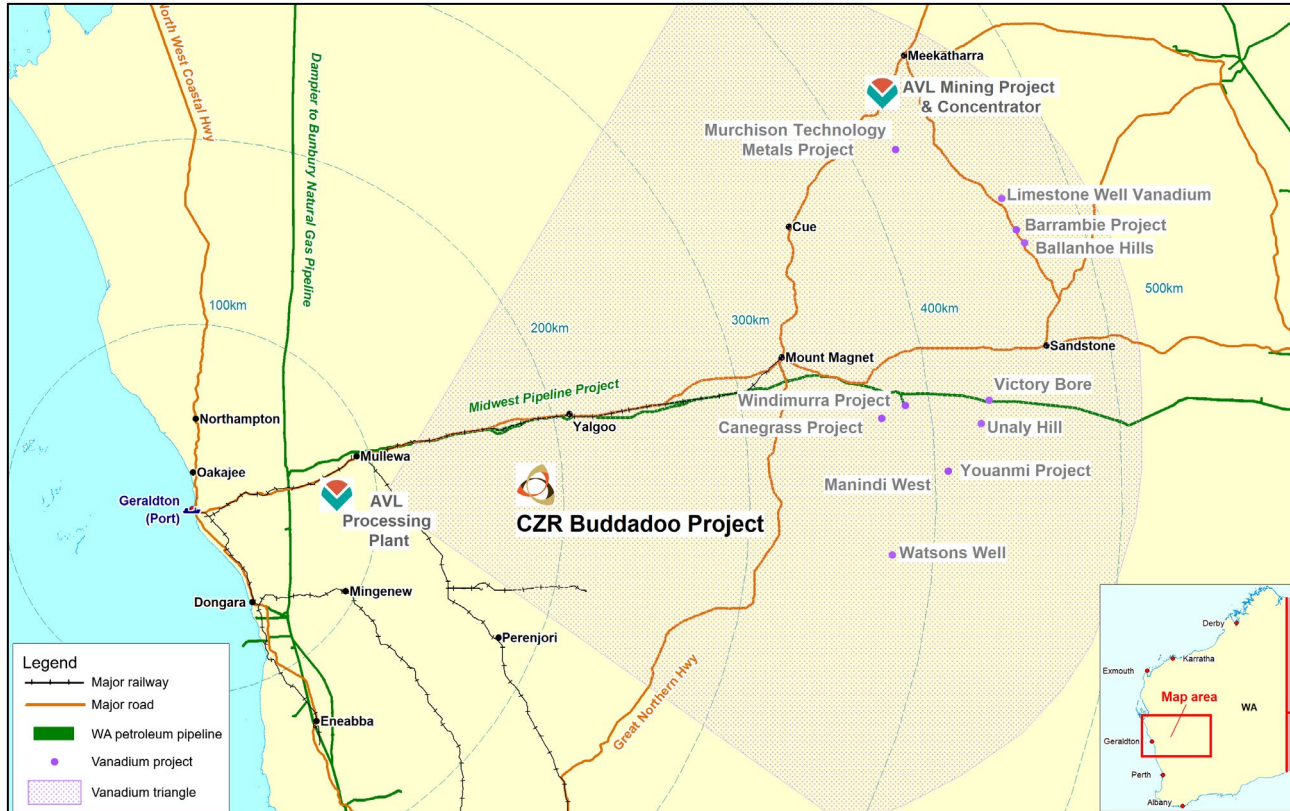 North West Coastal Hwy
Dampier to Bunbury Natural Gas Pipeline
Meekatharra
AVL Mining Project
& Concentrator
Murchison Technology
Metals Project
Limestone Well Vanadium
Barrambie Project
Ballanhoe Hills
Cue
100km
200km
300km
400km
500km
Sandstone
Mount Magnet
Midwest Pipeline Project
Victory Bore
Windimurra Project
Canegrass Project
Unaly Hill
Yalgoo
Northampton
Mullewa
Oakajee
Youanmi Project
Manindi West
Geraldton
(Port)
AVL
Processing
Plant
CZR Buddadoo Project
Watsons Well
Mingenew
Dongara
Perenjori
Great Northern Hwy
Eneabba
Legend
Major railway
Major road
WA petroleum pipeline
Vanadium project
Vanadium triangle
Derby
Karratha
Exmouth
Map area
WA
Geraldton
Perth
Albany